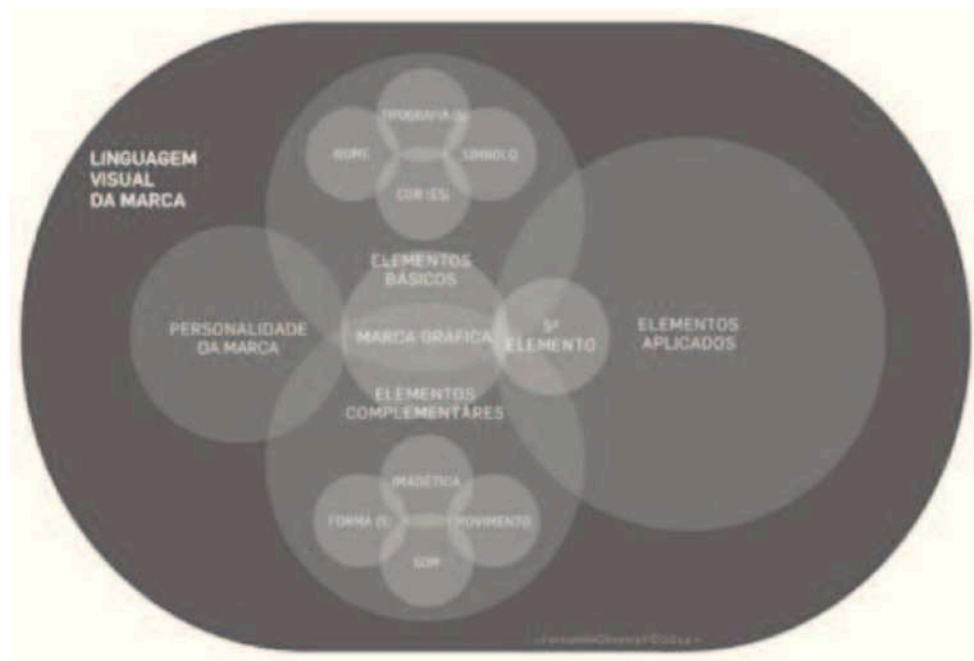 LINGUAGEM
VISUAL
DA MARCA
TIPOGRAFIA (S)
NOME
SÍMBOLO
COR (ES)
ELEMENTOS
BÁSICOS
PERSONALIDADE
DA MARCA
MARCA GRÁFICA
5º
ELEMENTO
ELEMENTOS
APLICADOS
ELEMENTOS
COMPLEMENTARES
IMAGÉTICA
FORMA (S)
MOVIMENTO
SOM